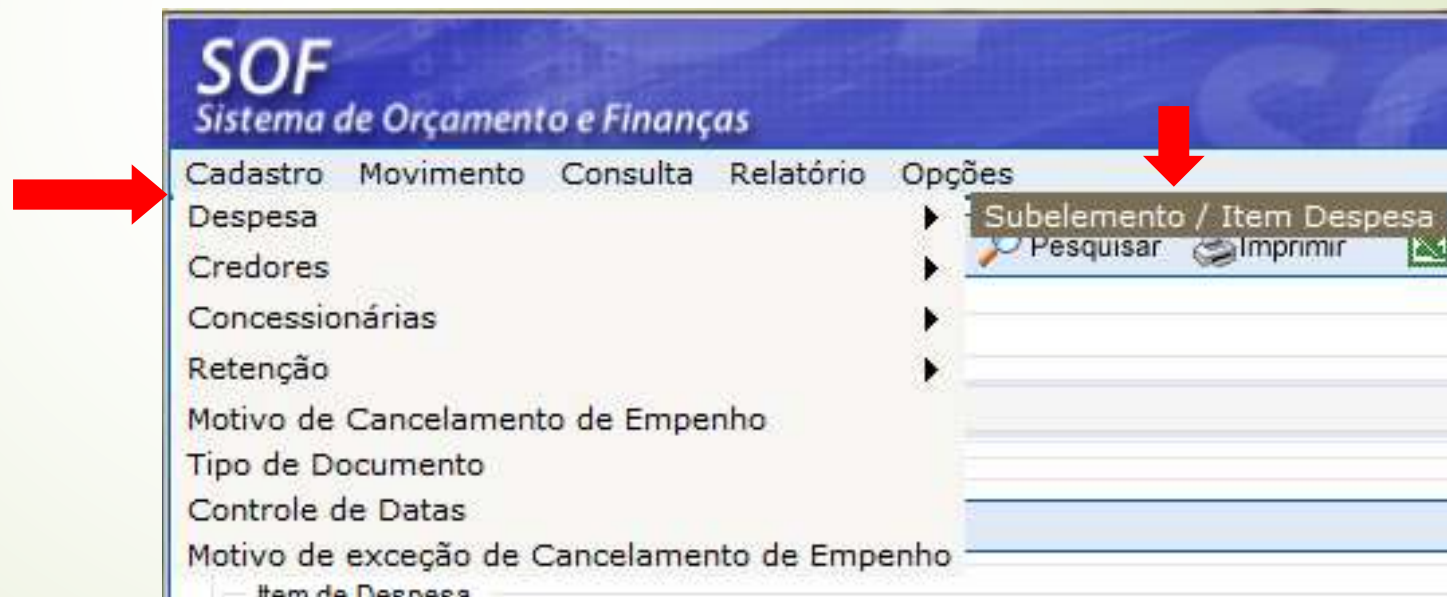 SOF
Sistema de Orçamento e Finanças
Cadastro Movimento Consulta Relatório Opções
Despesa
Subelemento / Item Despesa
Pesquisar Imprimir
Credores
Concessionárias
Retenção
Motivo de Cancelamento de Empenho
Tipo de Documento
Controle de Datas
Motivo de exceção de Cancelamento de Empenho
Item de Despesa